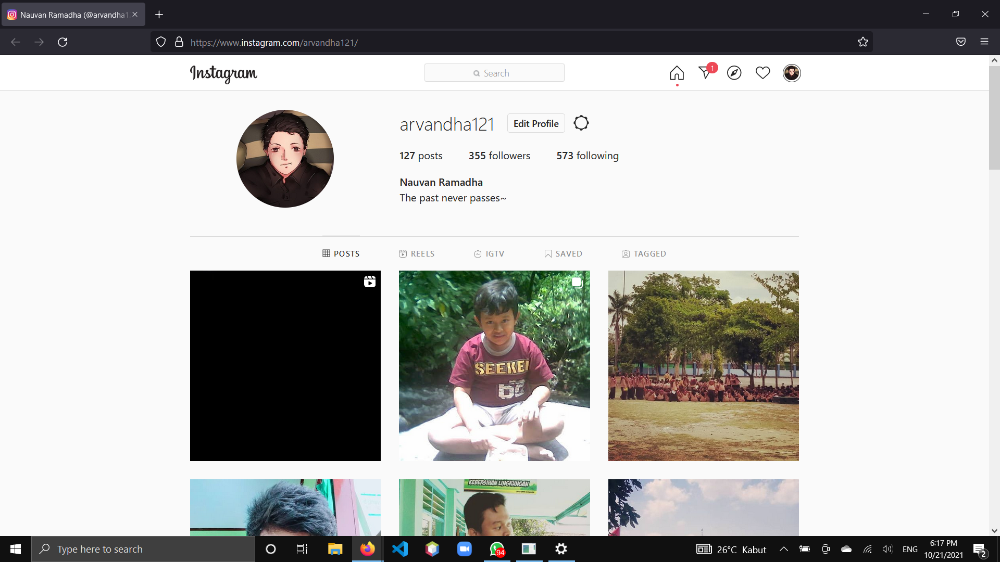 Nauvan Ramadha (@arvandha12
https://www.instagram.com/arvandha121/
Instagram
Search
1
arvandha121
Edit Profile
127 posts 355 followers 573 following
Nauvan Ramadha
The past never passes~
POSTS REELS IGTV SAVED TAGGED
SEEKEI
62
KEBERSIHAN LINGKUNGAN
Type here to search
94
26°C Kabut
ENG
6:17 PM
10/21/2021
2